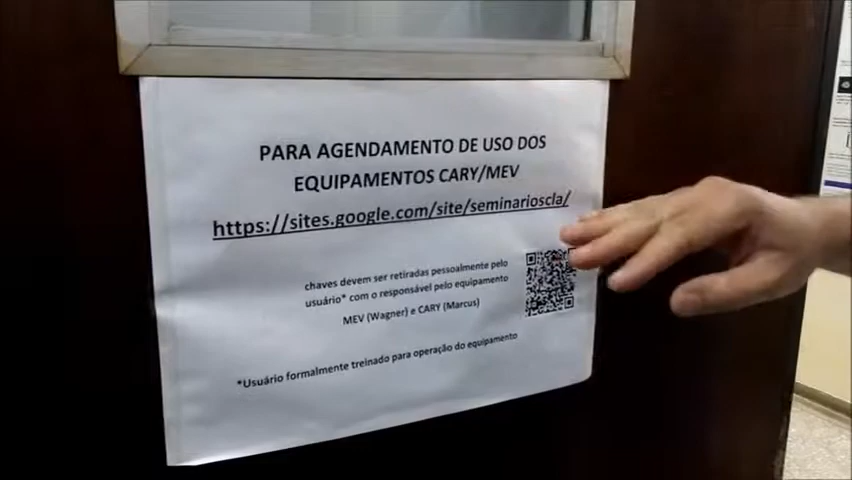 PARA AGENDAMENTO DE USO DOS
EQUIPAMENTOS CARY/MEV
https://sites.google.com/site/seminarioscla/
chaves devem ser retiradas pessoalmente pelo
usuário* com o responsável pelo equipamento
MEV (Wagner) e CARY (Marcus)
*Usuário formalmente treinado para operação do equipamento